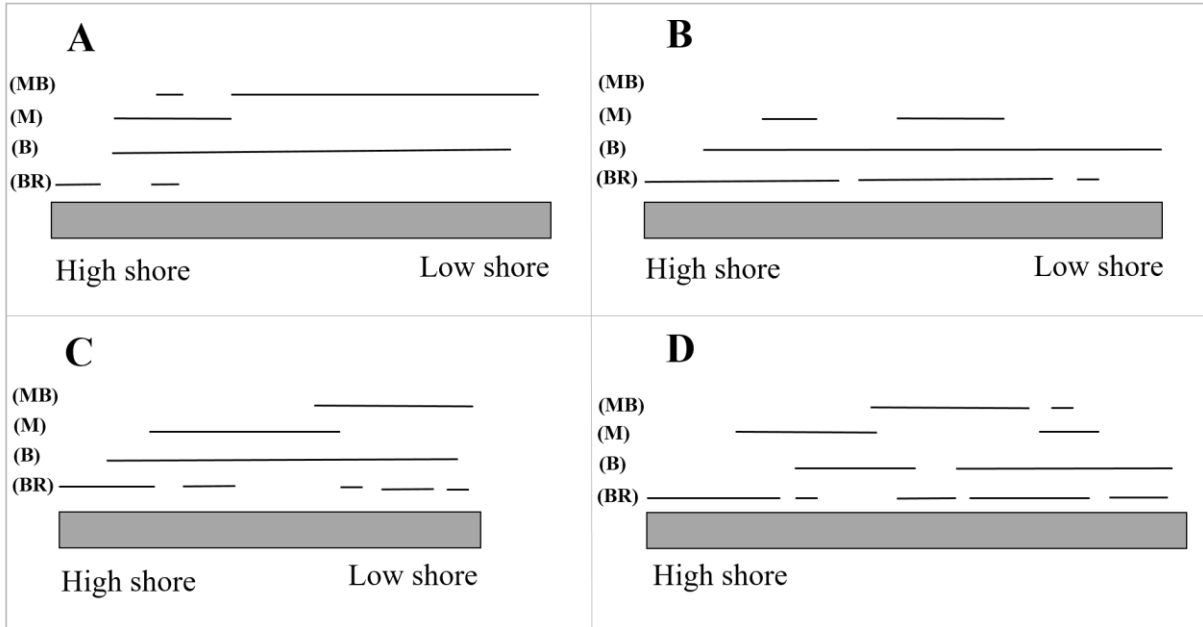 A
(MB)
(M)
(B)
(BR)
High shore
Low shore
B
(MB)
(M)
(B)
(BR)
High shore
Low shore
C
(MB)
(M)
(B)
(BR)
High shore
Low shore
D
(MB)
(M)
(B)
(BR)
High shore